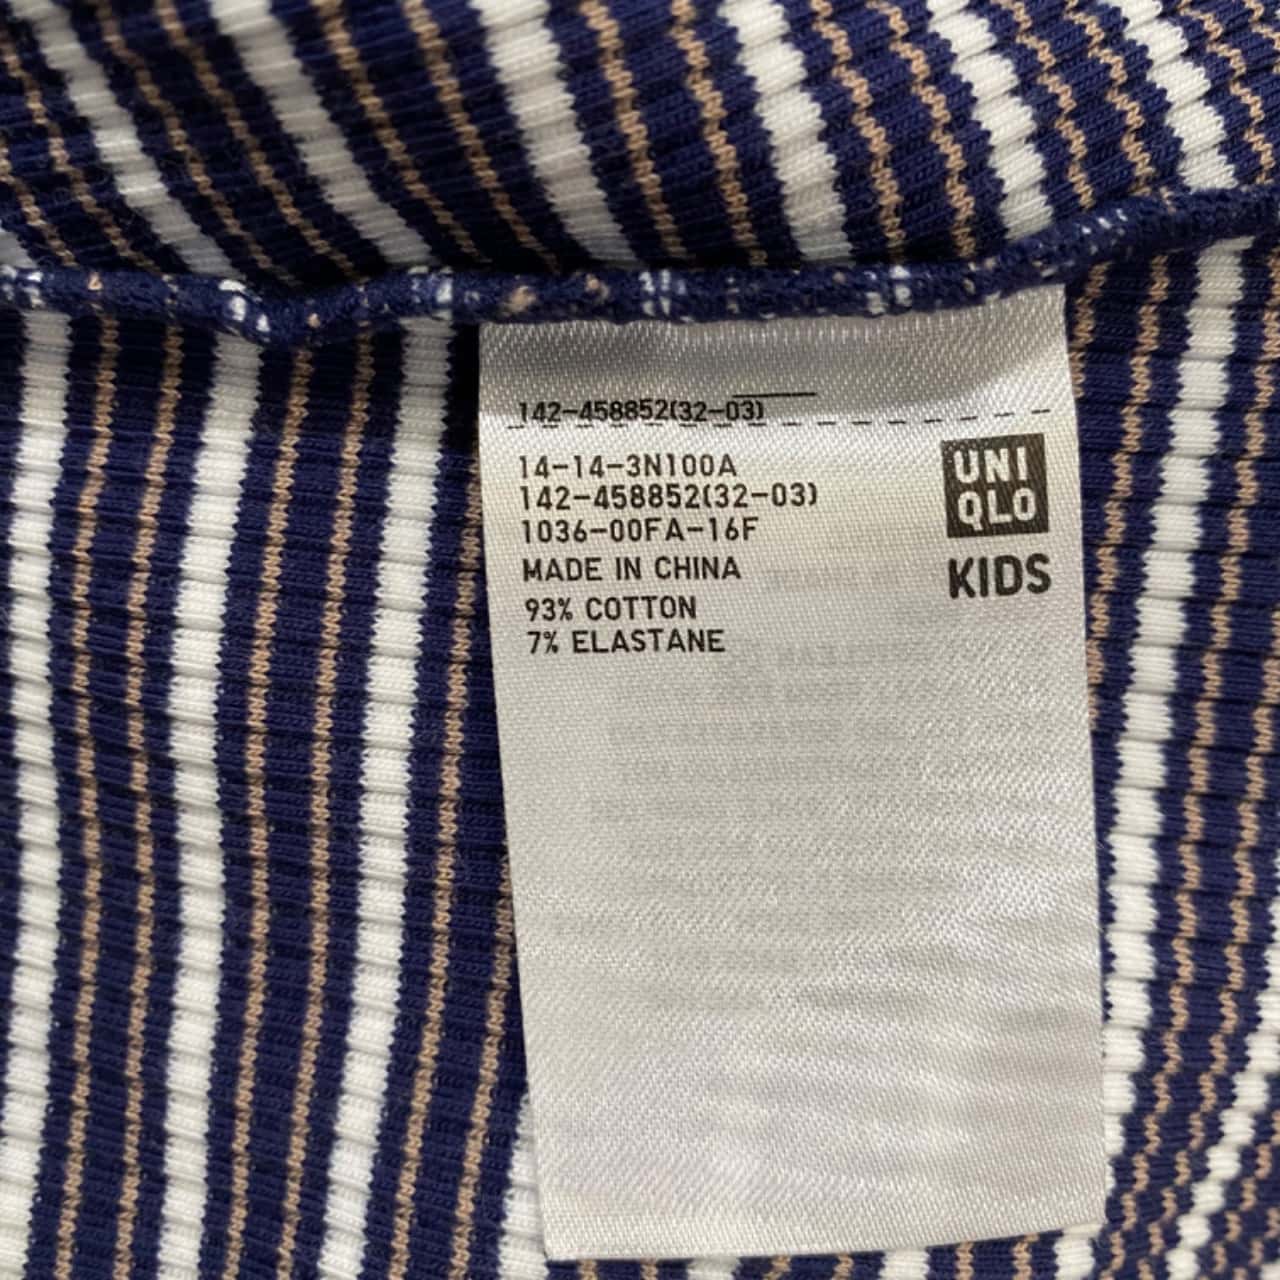 142-458852(32-03)
14-14-3N100A
142-458852(32-03)
1036-00FA-16F
MADE IN CHINA
93% COTTON
7% ELASTANE
UNI
QLO
KIDS